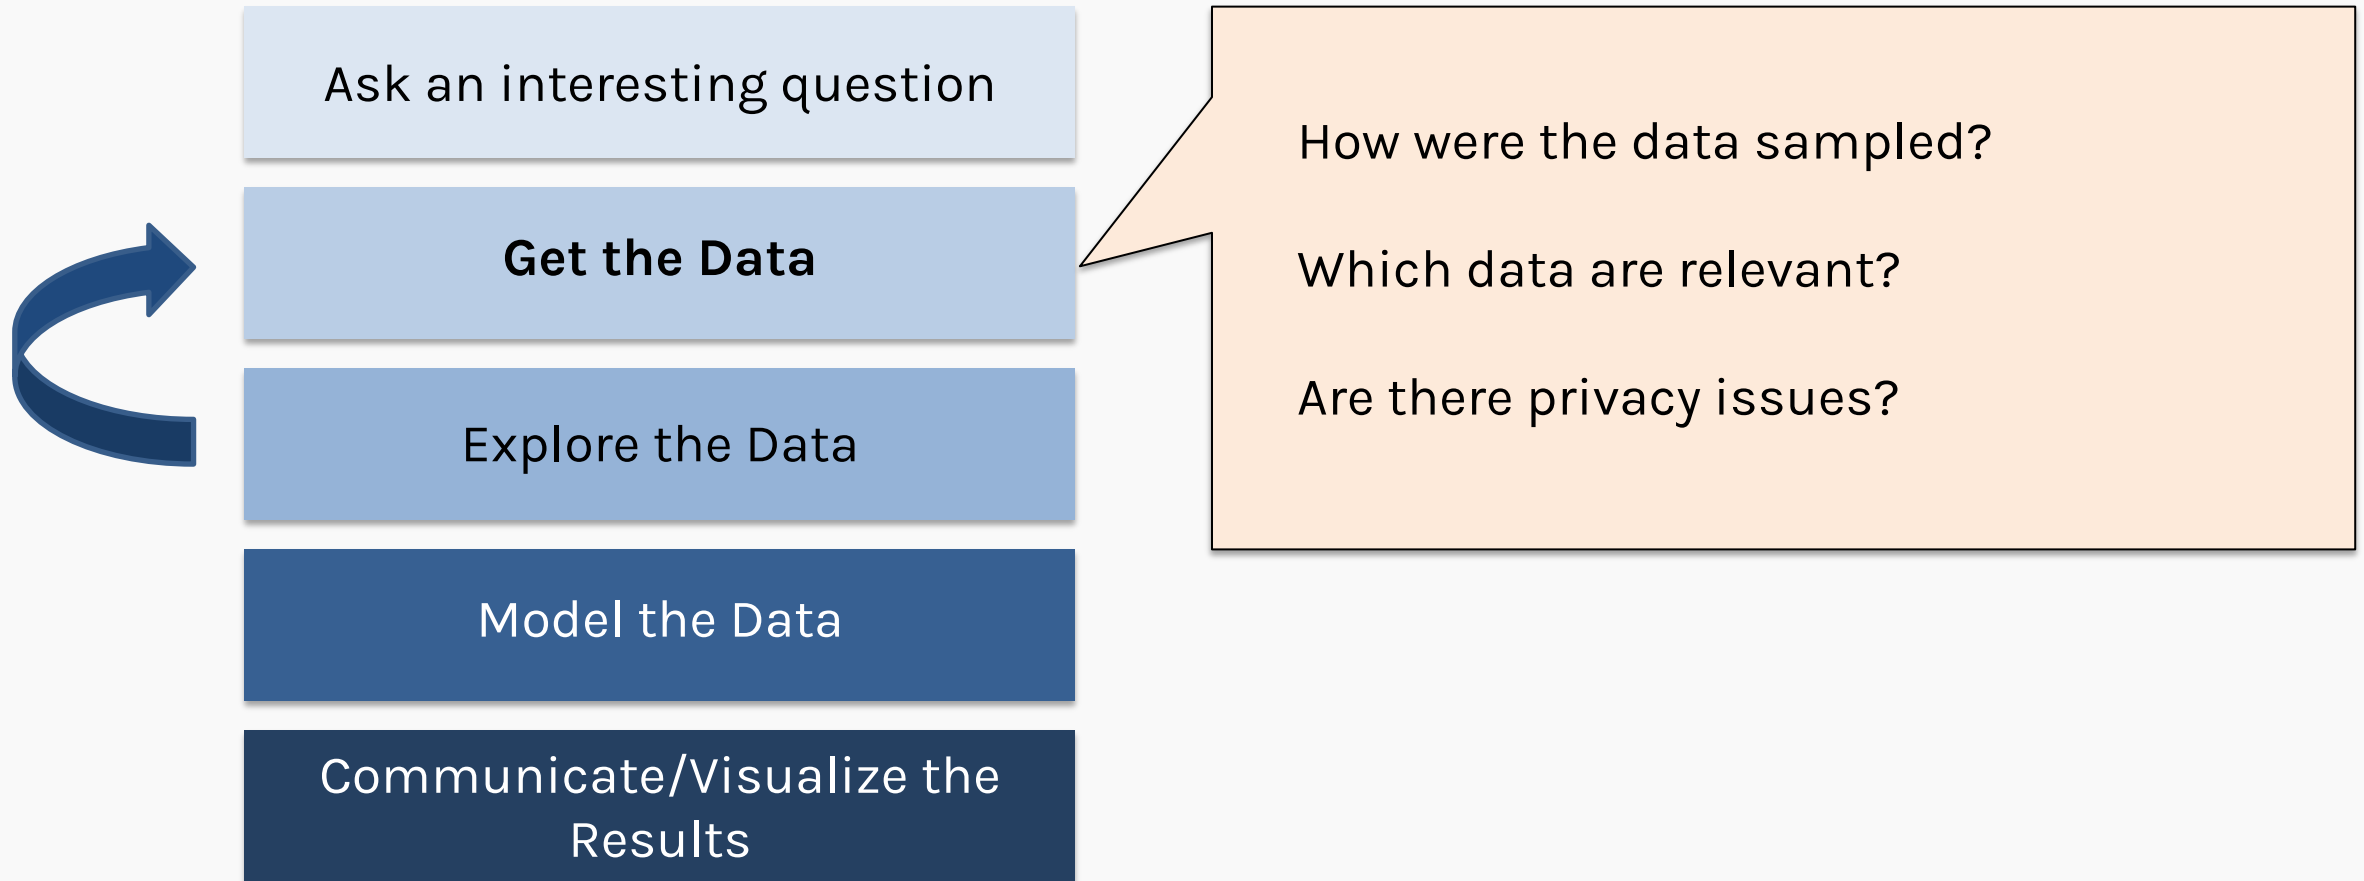 Ask an interesting question
Get the Data
Explore the Data
Model the Data
Communicate/Visualize the
Results
How were the data sampled?
Which data are relevant?
Are there privacy issues?